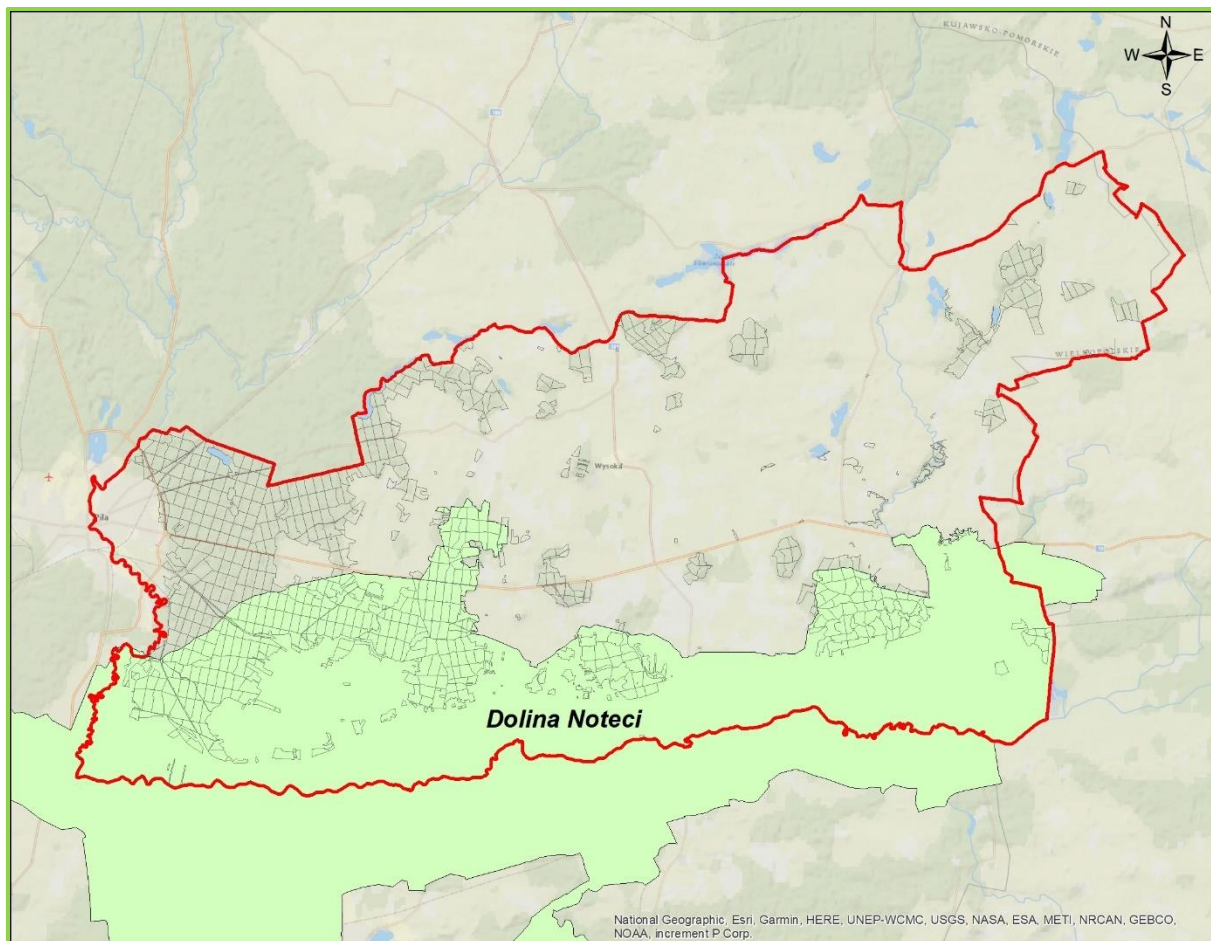 N
W E
S
KUJAWSKO-POMORSKIE
WIELKOPOLSKIE
Wysoka
Piła
Dolina Noteci
National Geographic, Esri, Garmin, HERE, UNEP-WCMC, USGS, NASA, ESA, METI, NRCAN, GEBCO,
NOAA, increment P Corp.